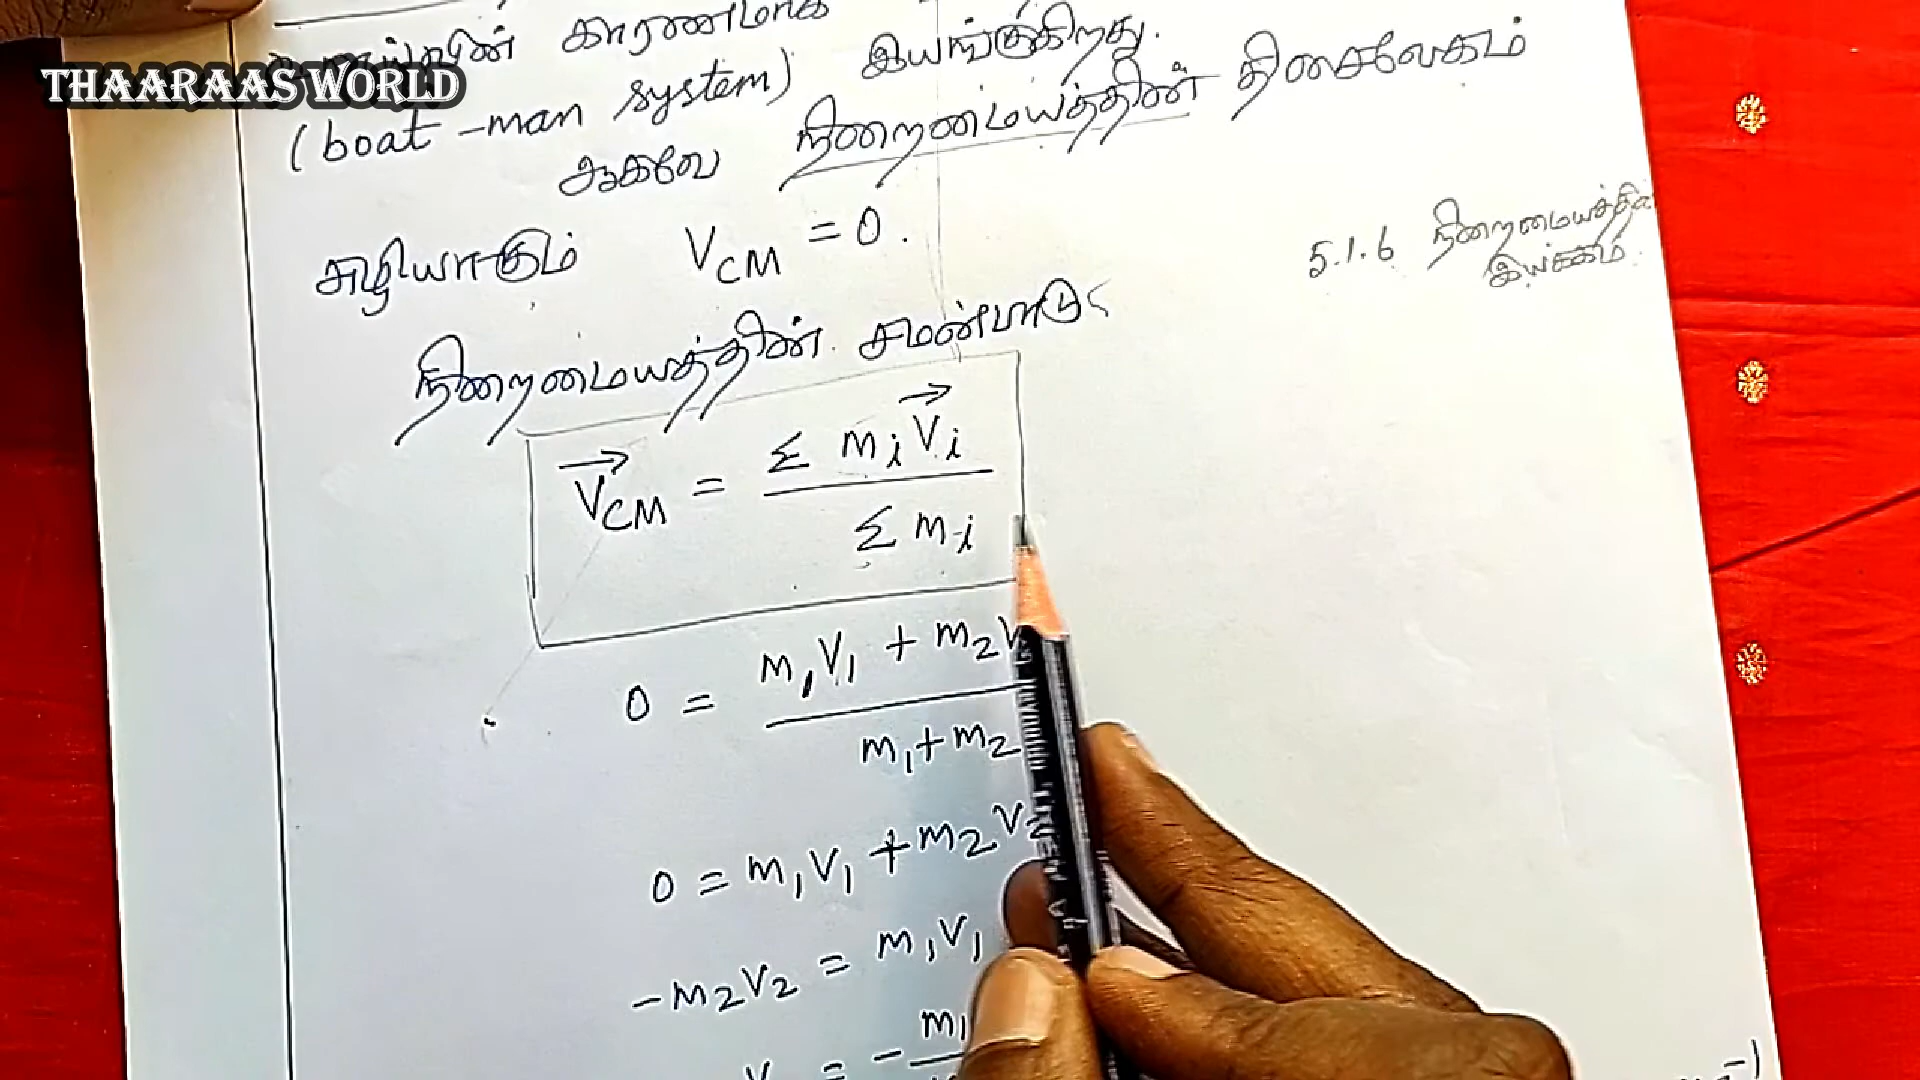 காரணமாக
THAARAAS WORLD
(boat -man system) இயங்குகிறது.
ஆகவே நிறைமையத்தின் திசைவேகம்
சுழியாகும் V_CM = 0.
5.1.6 நிறைமையத்தின்
இயக்கம்.
நிறைமையத்தின் சமன்பாடு
V⃗_CM = Σ m_i V⃗_i / Σ m_i
0 = m₁V₁ + m₂V / m₁+m₂
0 = m₁V₁ + m₂V₂
-m₂V₂ = m₁V₁